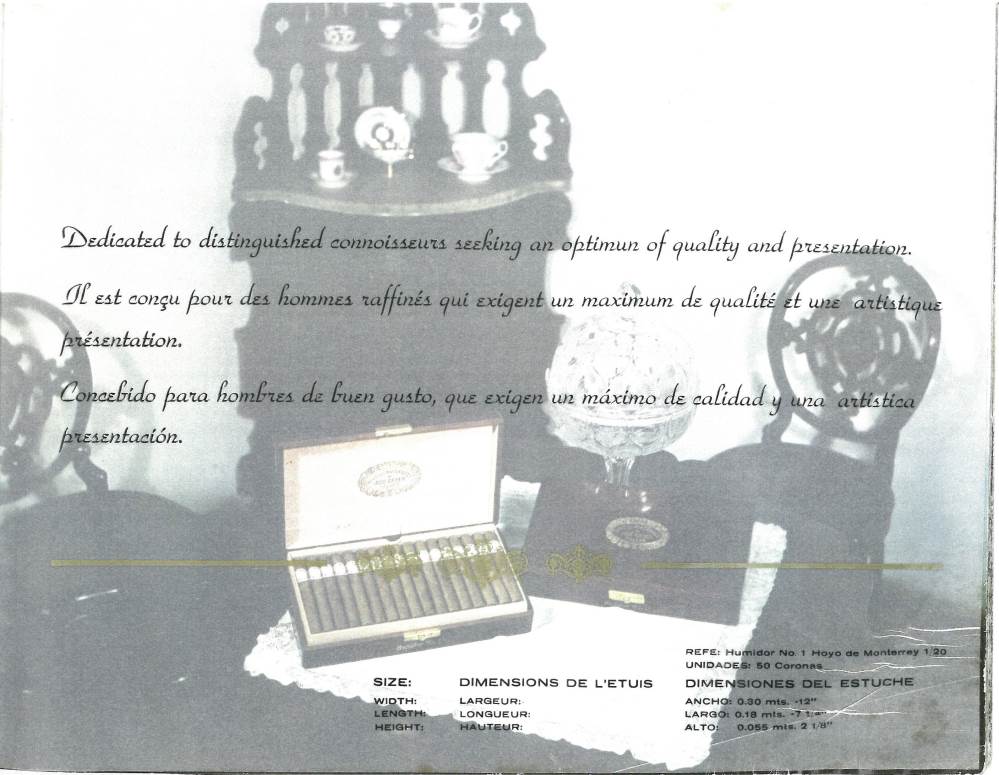 Dedicated to distinguished connoisseurs seeking an optimun of quality and presentation.
Il est conçu pour des hommes raffinés qui exigent un maximum de qualité et une artistique
présentation.
Concebido para hombres de buen gusto, que exigen un máximo de calidad y una artística
presentación.
REFE: Humidor No. 1 Hoyo de Monterrey 1/20
UNIDADES: 50 Coronas
SIZE: DIMENSIONS DE L'ETUIS DIMENSIONES DEL ESTUCHE
WIDTH: LARGEUR: ANCHO: 0.30 mts. -12"
LENGTH: LONGUEUR: LARGO: 0.18 mts. -7
HEIGHT: HAUTEUR: ALTO: 0.055 mts. 2 1/8"